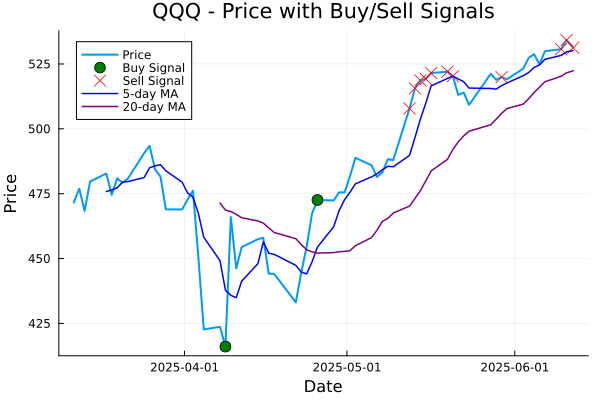 QQQ - Price with Buy/Sell Signals
Price
Buy Signal
Sell Signal
5-day MA
20-day MA
525
500
475
450
425
Price
2025-04-01
2025-05-01
2025-06-01
Date